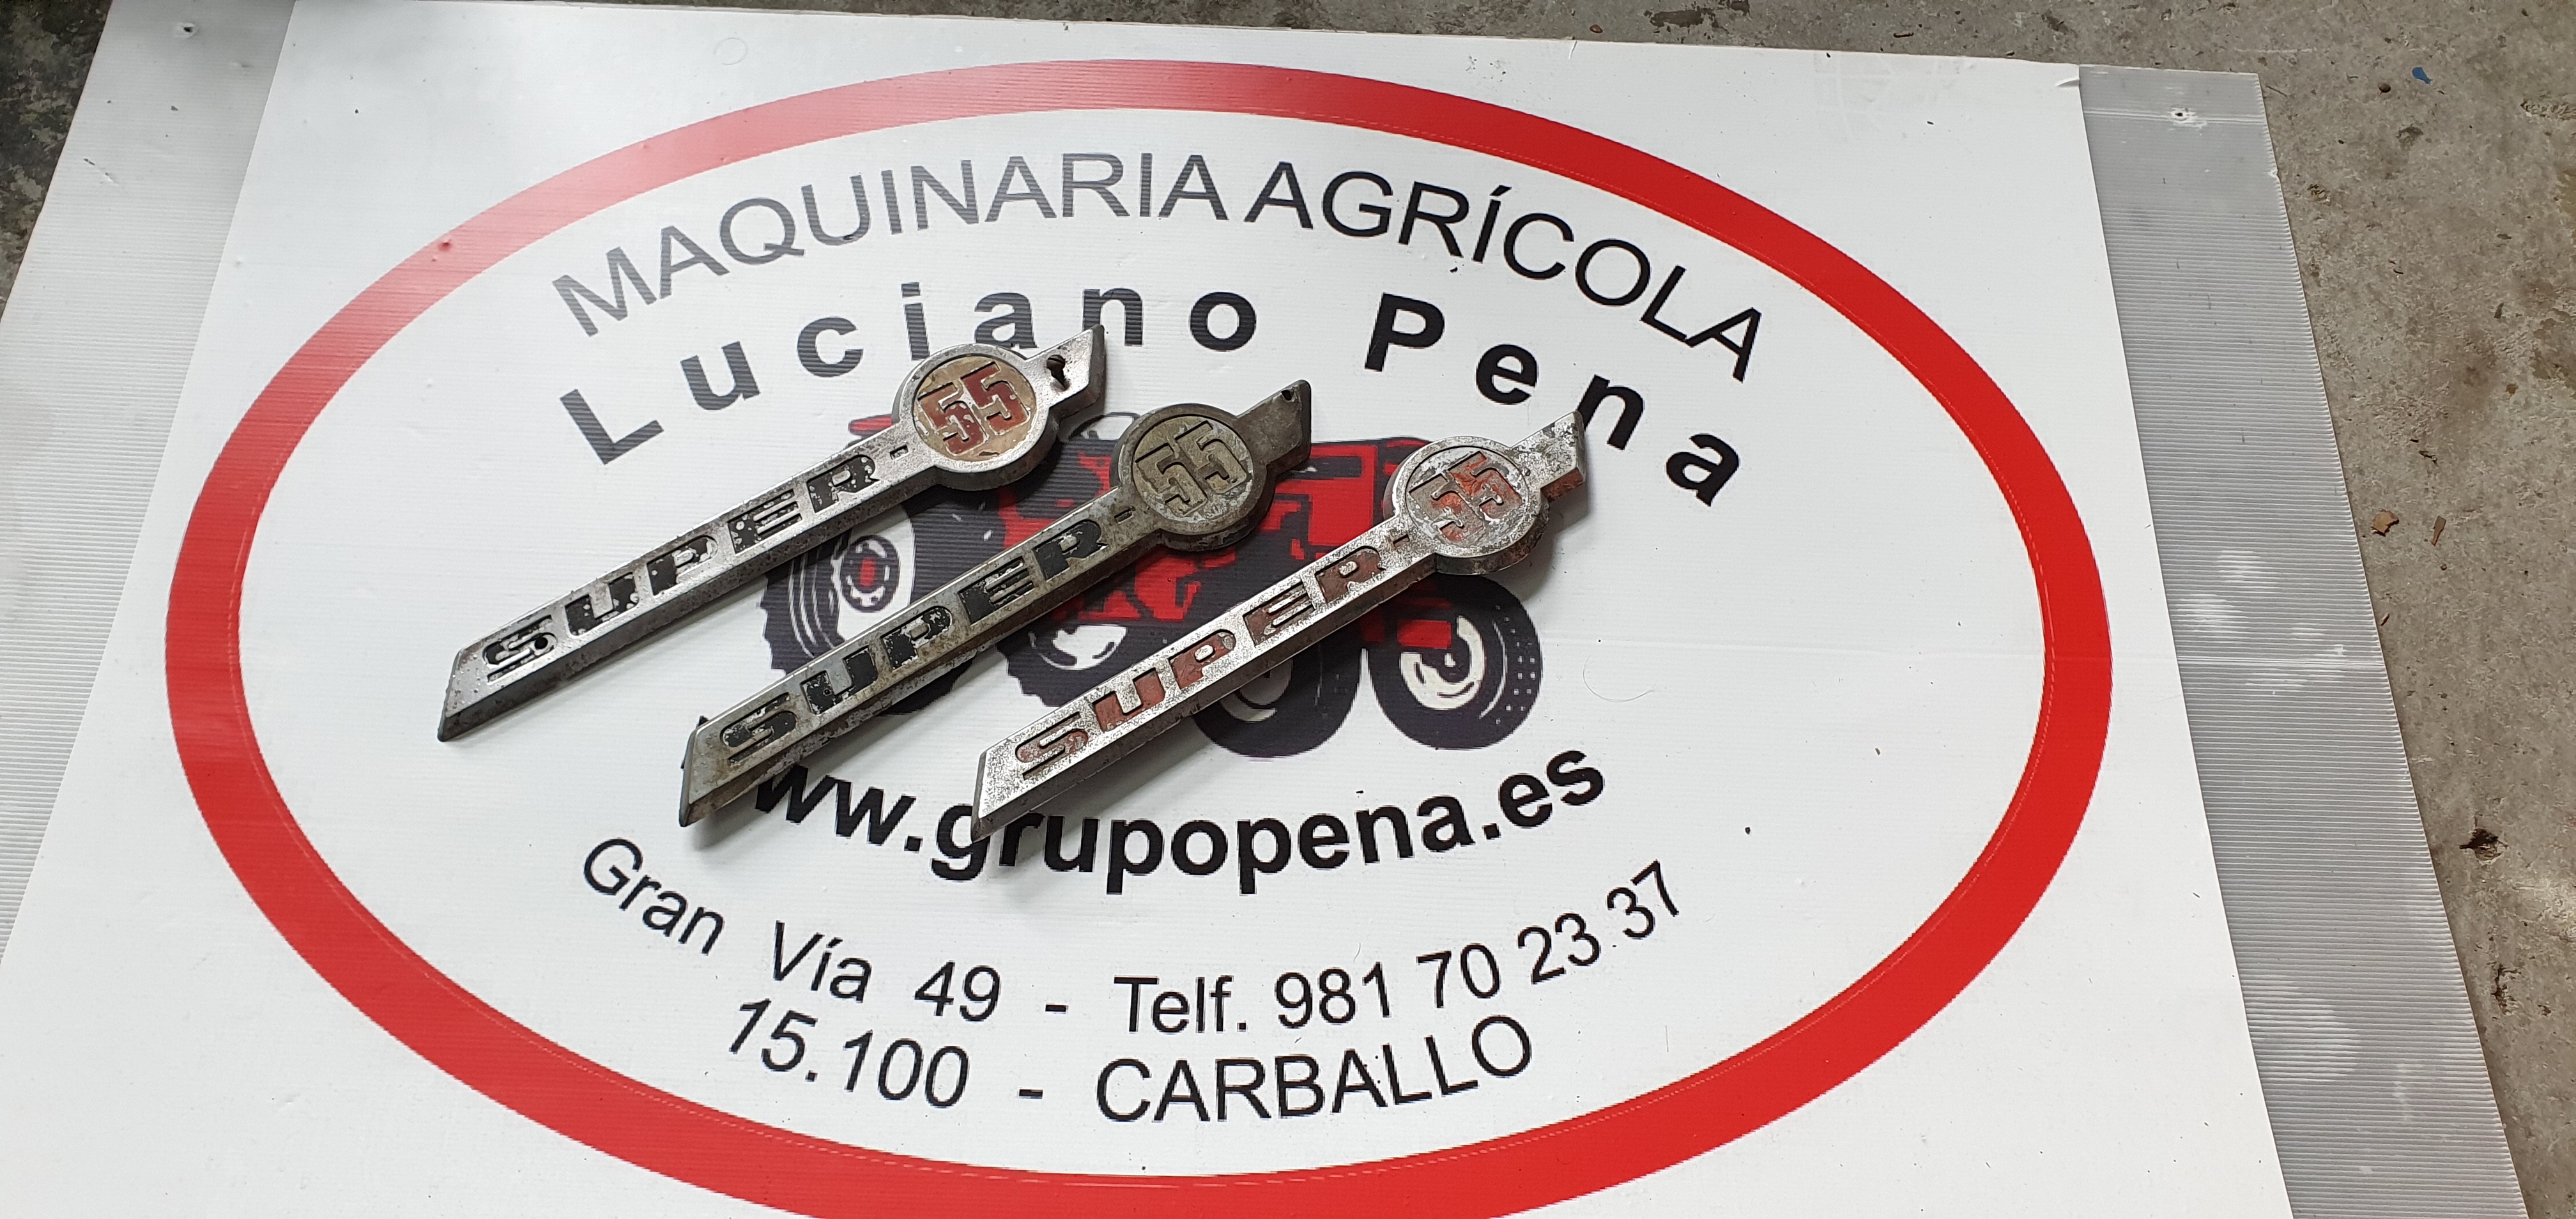 MAQUINARIA AGRÍCOLA
Luciano Pena
SUPER-55
SUPER-55
SUPER-55
ww.grupopena.es
Gran Vía 49 - Telf. 981 70 23 37
15.100 - CARBALLO